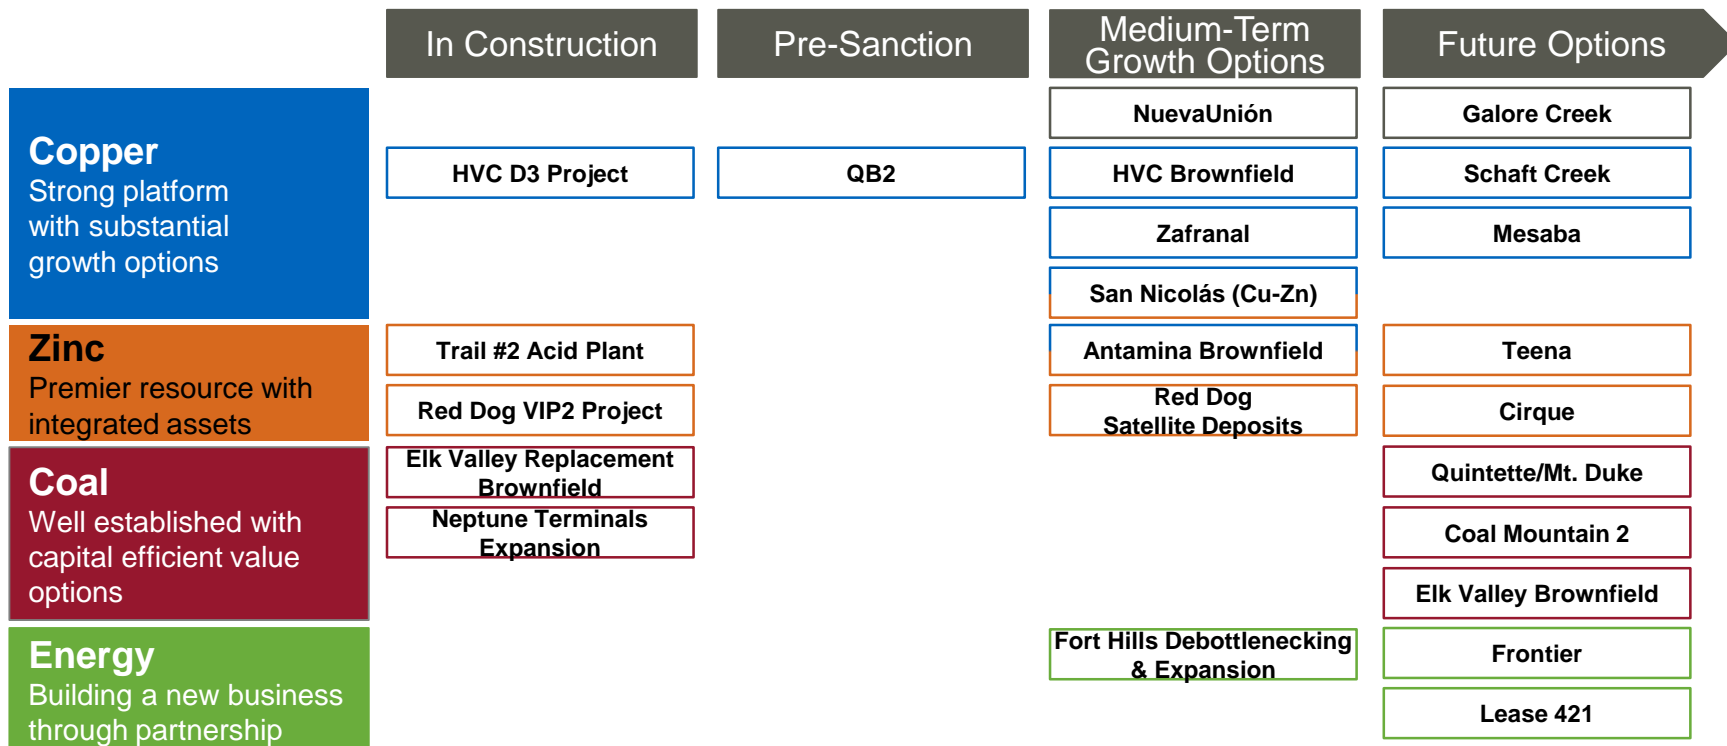 In Construction
Pre-Sanction
Medium-Term
Growth Options
Future Options
Copper
Strong platform
with substantial
growth options
NuevaUnión
Galore Creek
HVC D3 Project
QB2
HVC Brownfield
Schaft Creek
Zafranal
Mesaba
San Nicolás (Cu-Zn)
Zinc
Premier resource with
integrated assets
Trail #2 Acid Plant
Antamina Brownfield
Teena
Red Dog VIP2 Project
Red Dog
Satellite Deposits
Cirque
Coal
Well established with
capital efficient value
options
Elk Valley Replacement
Brownfield
Quintette/Mt. Duke
Neptune Terminals
Expansion
Coal Mountain 2
Elk Valley Brownfield
Energy
Building a new business
through partnership
Fort Hills Debottlenecking
& Expansion
Frontier
Lease 421